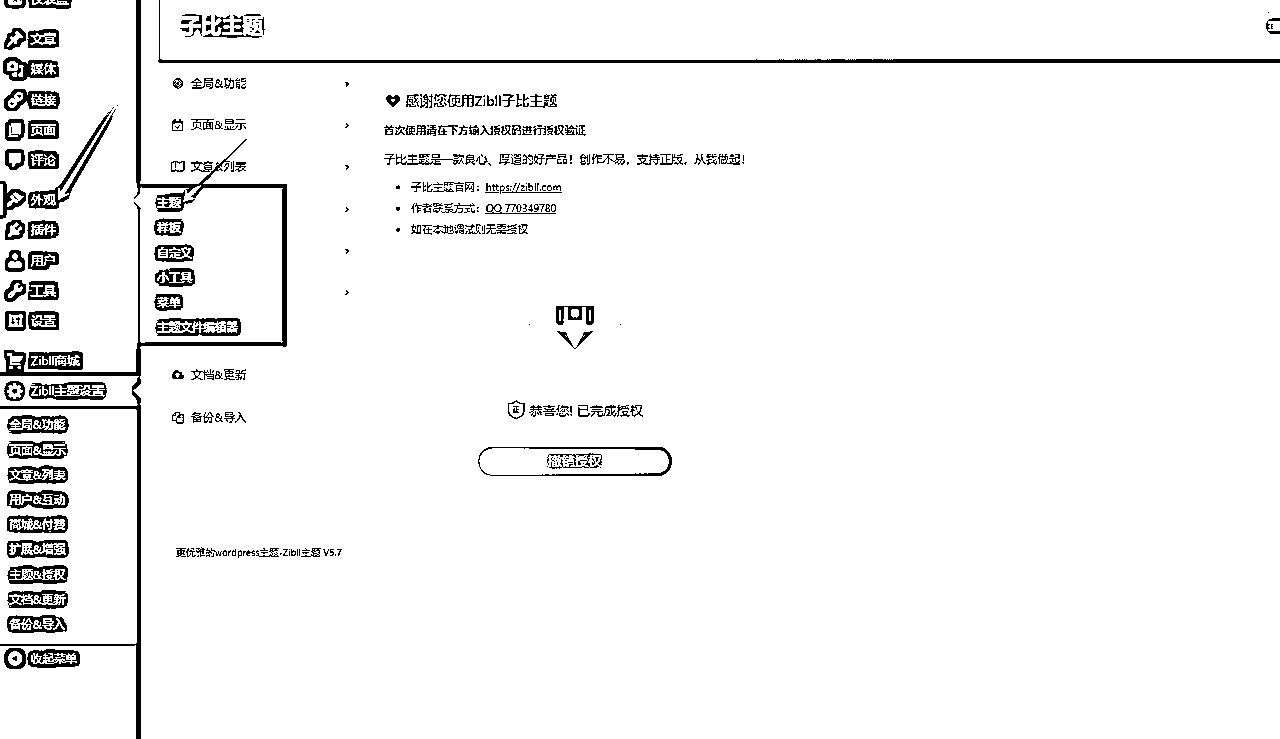 子比主题
文章
媒体
链接
页面
评论
外观
插件
用户
工具
设置
Zibll商城
Zibll主题设置
全局&功能
页面&显示
文章&列表
用户&互动
商城&付费
扩展&增强
主题&授权
文档&更新
备份&导入
收起菜单
主题
样板
自定义
小工具
菜单
主题文件编辑器
全局&功能
页面&显示
文章&列表
文档&更新
备份&导入
感谢您使用Zibll子比主题
首次使用请在下方输入授权码进行授权验证
子比主题是一款良心、厚道的好产品！创作不易，支持正版，从我做起！
子比主题官网：https://zibll.com
作者联系方式：QQ 770349780
如在本地调试则无需授权
恭喜您! 已完成授权
撤销授权
更优雅的wordpress主题-Zibll主题 V5.7